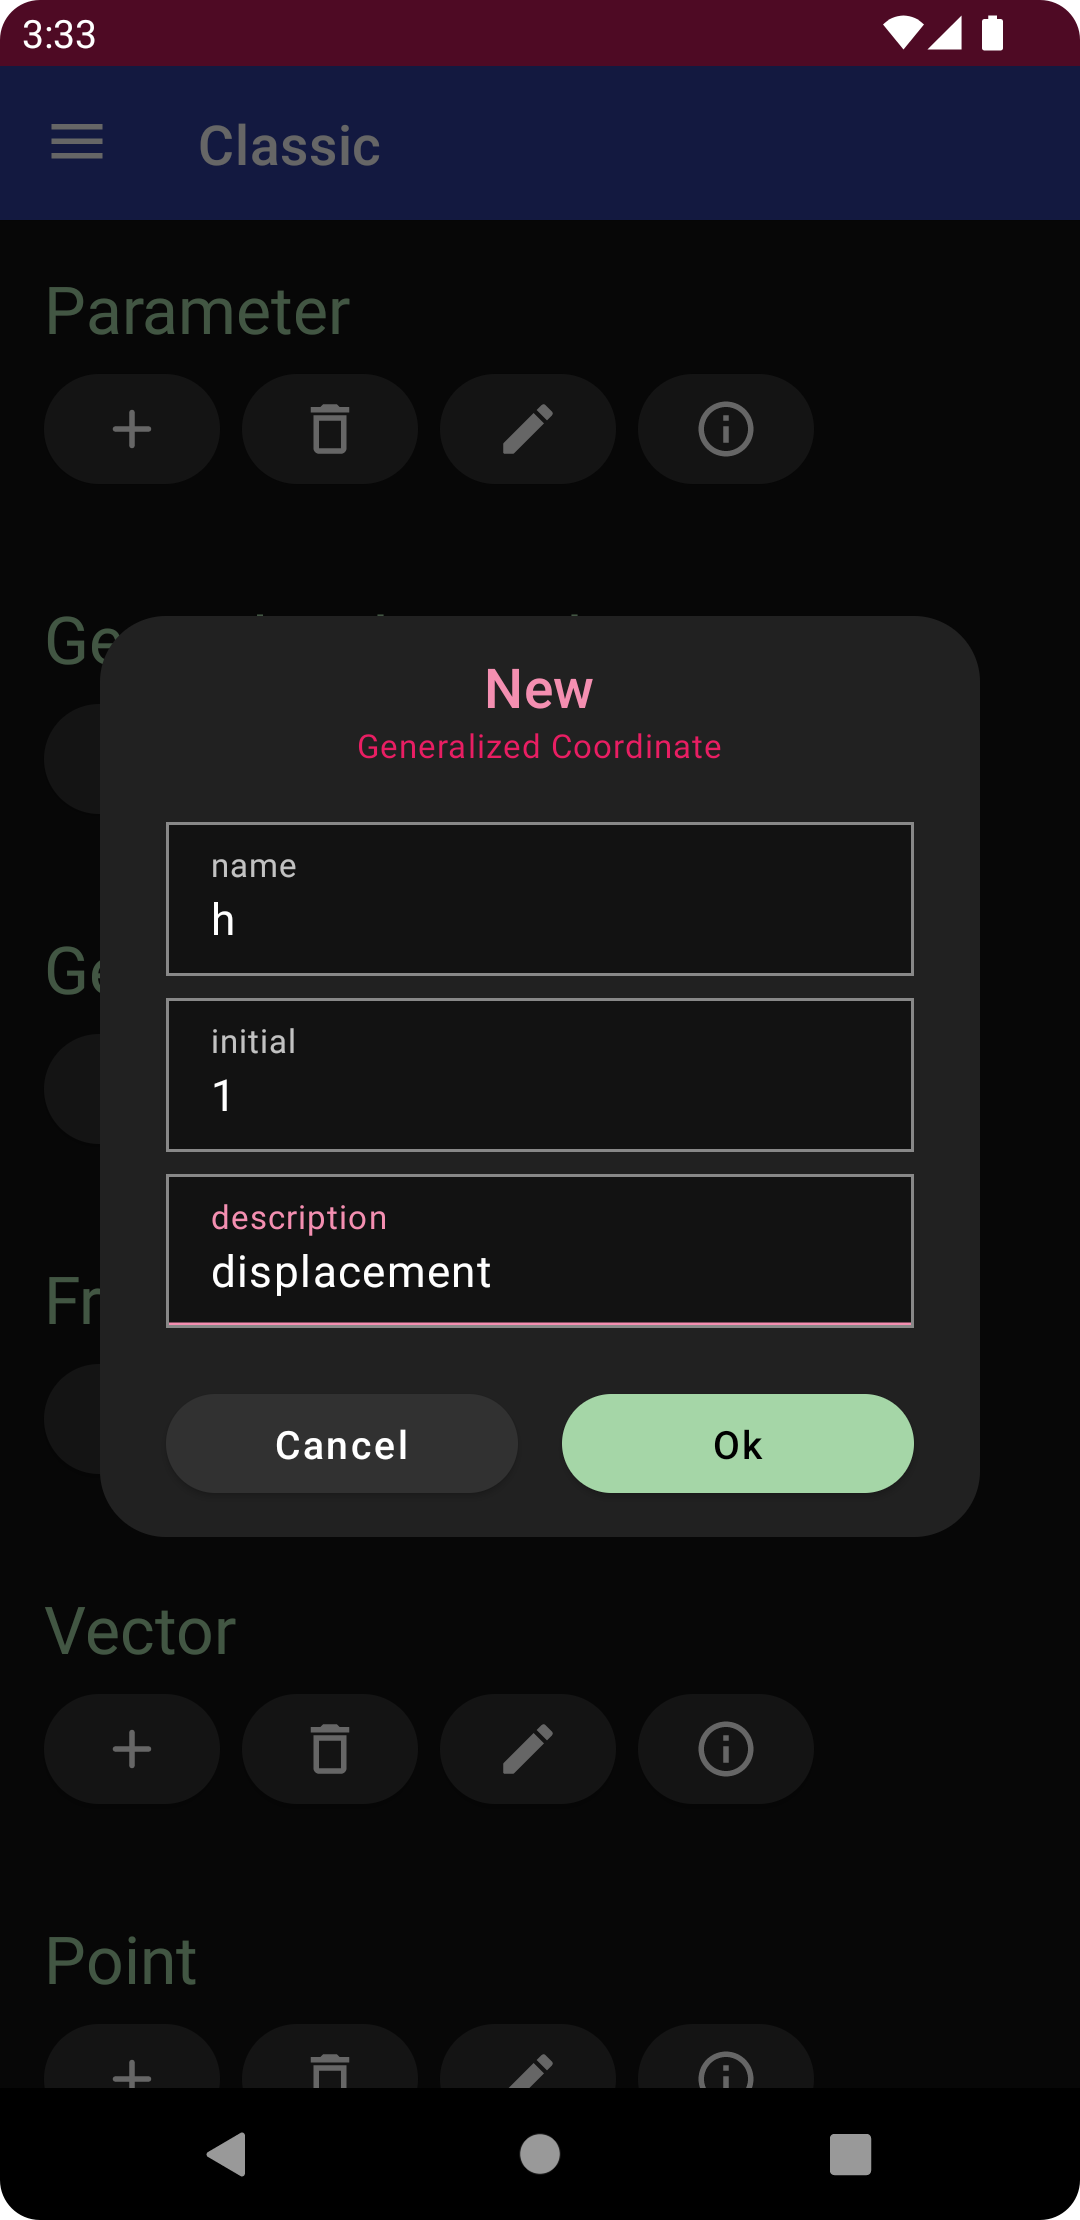 3:33
Classic
Parameter
Ge
New
Generalized Coordinate
name
h
Ge
initial
1
description
displacement
Fr
Cancel
Ok
Vector
Point